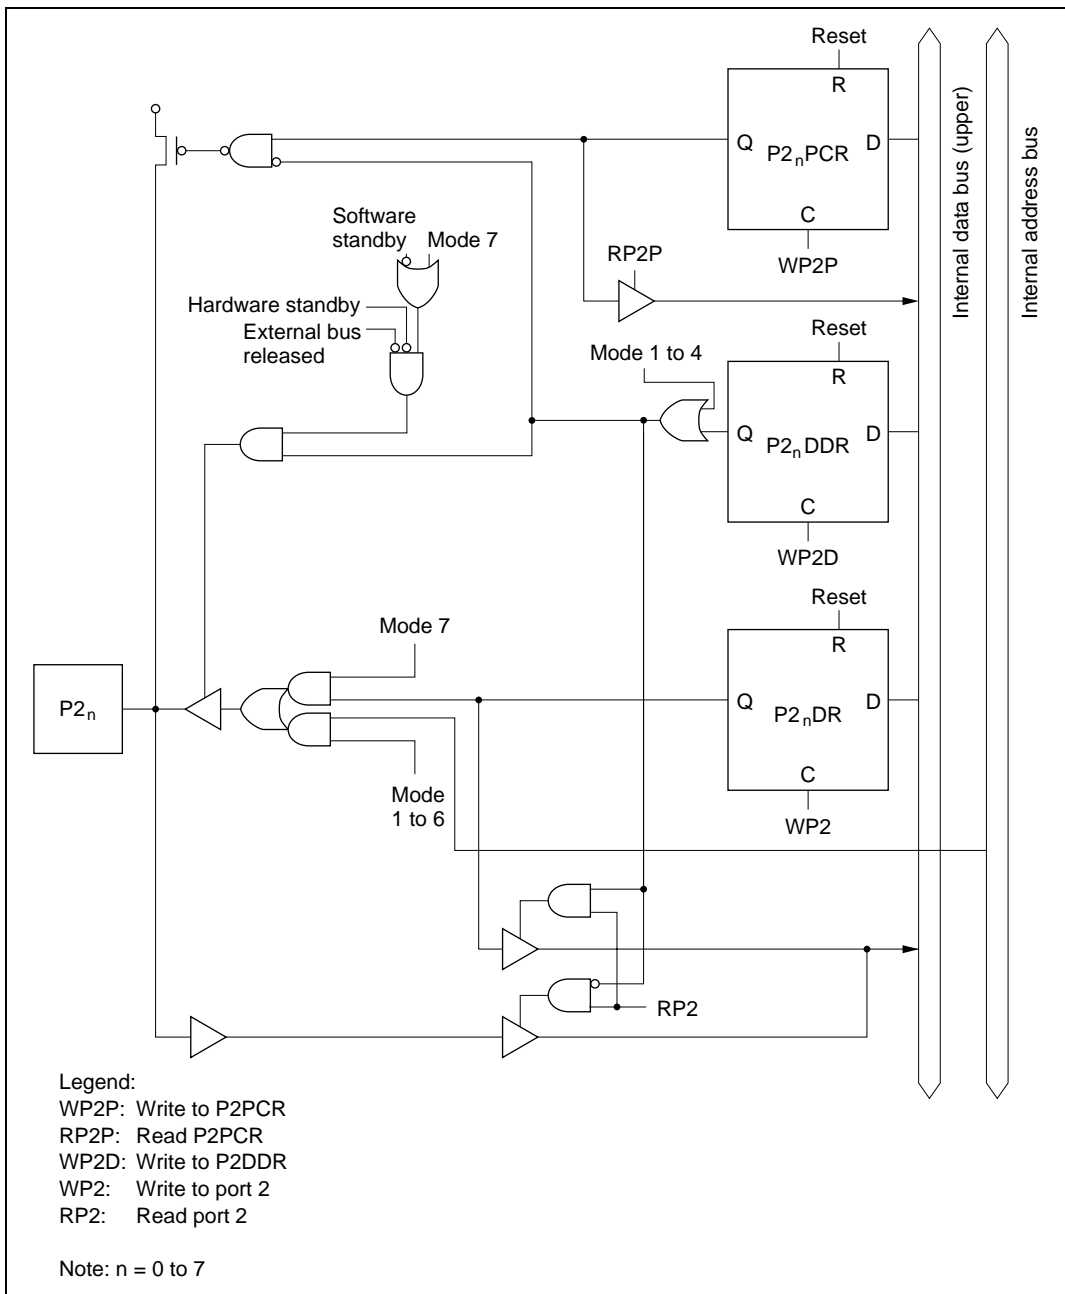 Reset
R
Q P2nPCR D
C
WP2P
Internal data bus (upper)
Internal address bus
Software
standby
Mode 7
RP2P
Hardware standby
External bus
released
Reset
Mode 1 to 4
R
Q P2nDDR D
C
WP2D
Reset
Mode 7
R
P2n
Q P2nDR D
C
Mode
1 to 6
WP2
RP2
Legend:
WP2P: Write to P2PCR
RP2P: Read P2PCR
WP2D: Write to P2DDR
WP2: Write to port 2
RP2: Read port 2
Note: n = 0 to 7